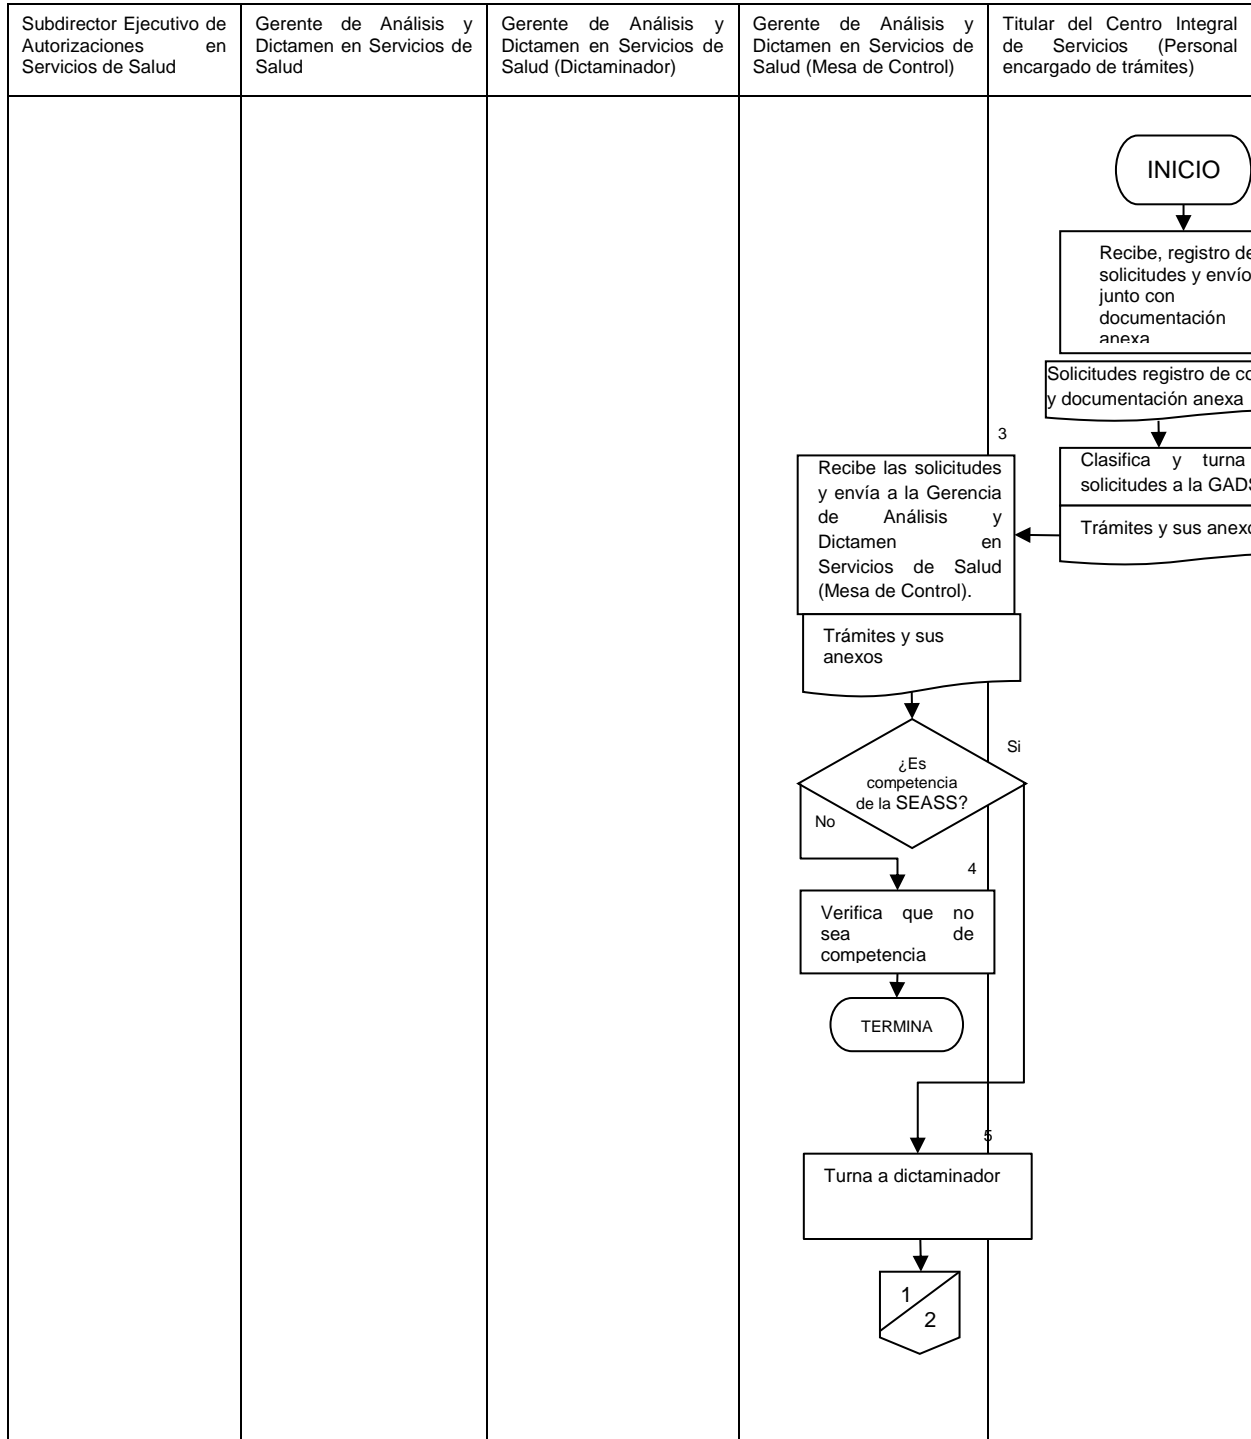 Subdirector Ejecutivo de
Autorizaciones en
Servicios de Salud
Gerente de Análisis y
Dictamen en Servicios de
Salud
Gerente de Análisis y
Dictamen en Servicios de
Salud (Dictaminador)
Gerente de Análisis y
Dictamen en Servicios de
Salud (Mesa de Control)
Titular del Centro Integral
de Servicios (Personal
encargado de trámites)
INICIO
Recibe, registro de
solicitudes y envío
junto con
documentación
anexa
Solicitudes registro de
y documentación anexa
3
Clasifica y turna
solicitudes a la
Trámites y sus
Recibe las solicitudes
y envía a la Gerencia
de Análisis y
Dictamen en
Servicios de Salud
(Mesa de Control).
Trámites y sus
anexos
¿Es
competencia
de la SEASS?
Si
No
4
Verifica que no
sea de
competencia
TERMINA
5
Turna a dictaminador
1
2